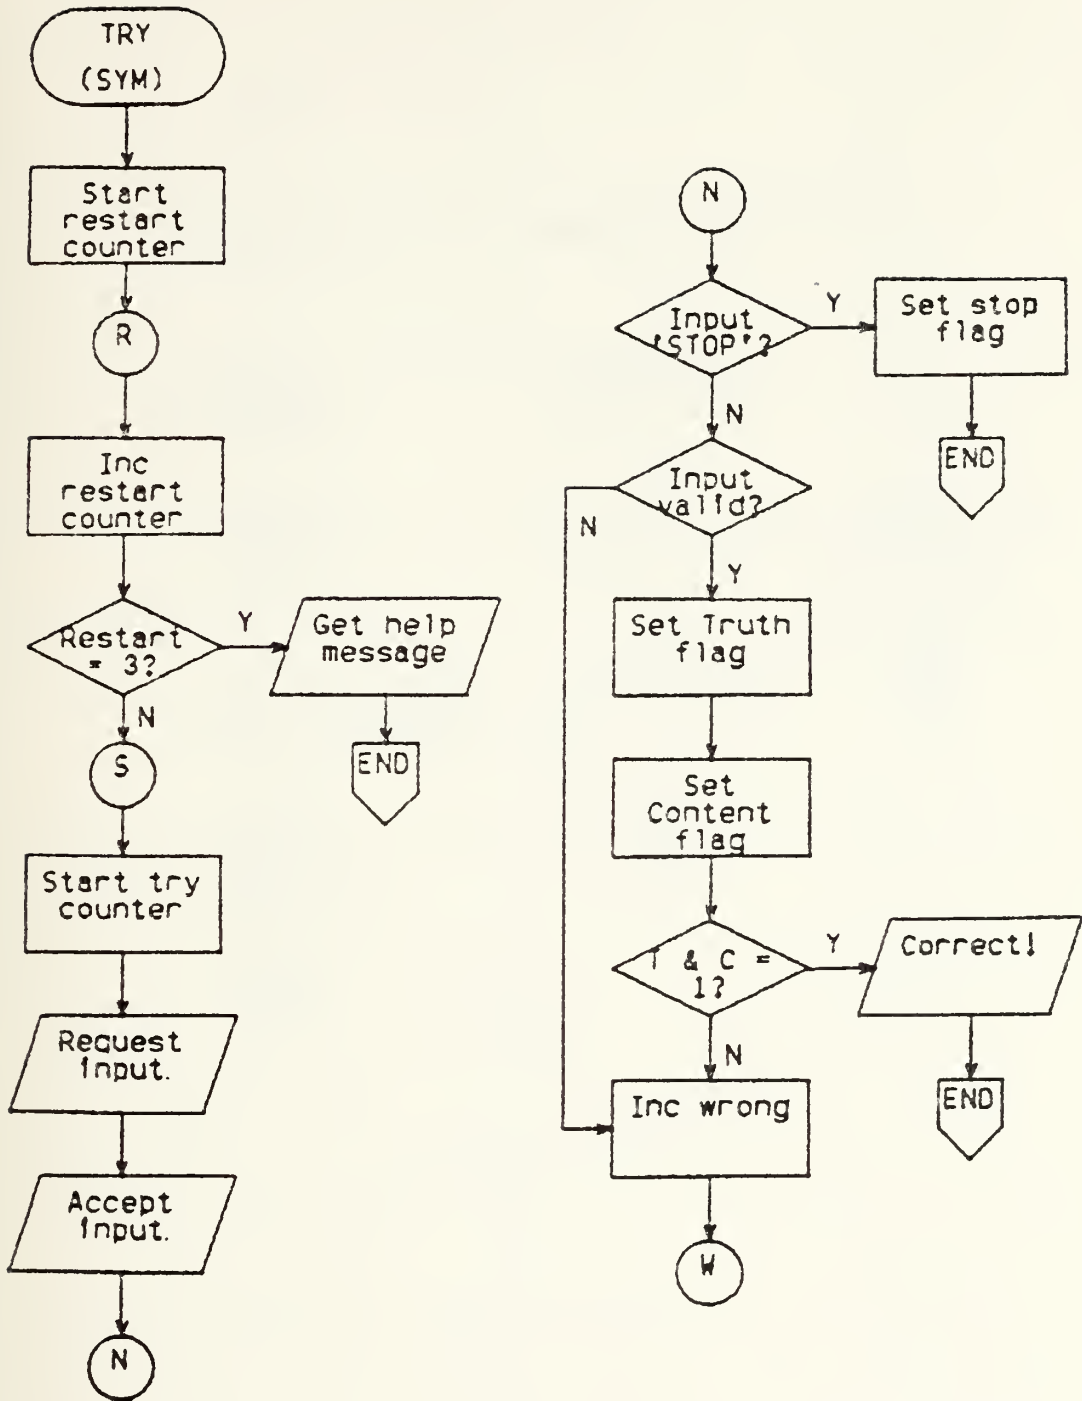 TRY
(SYM)
Start
restart
counter
R
Inc
restart
counter
Restart
= 3?
Y
Get help
message
N
END
S
Start try
counter
Request
input.
Accept
input.
N
N
Input
'STOP'?
Y
Set stop
flag
N
END
Input
valid?
N
Y
Set Truth
flag
Set
Content
flag
T & C =
1?
Y
Correct!
N
END
Inc wrong
W